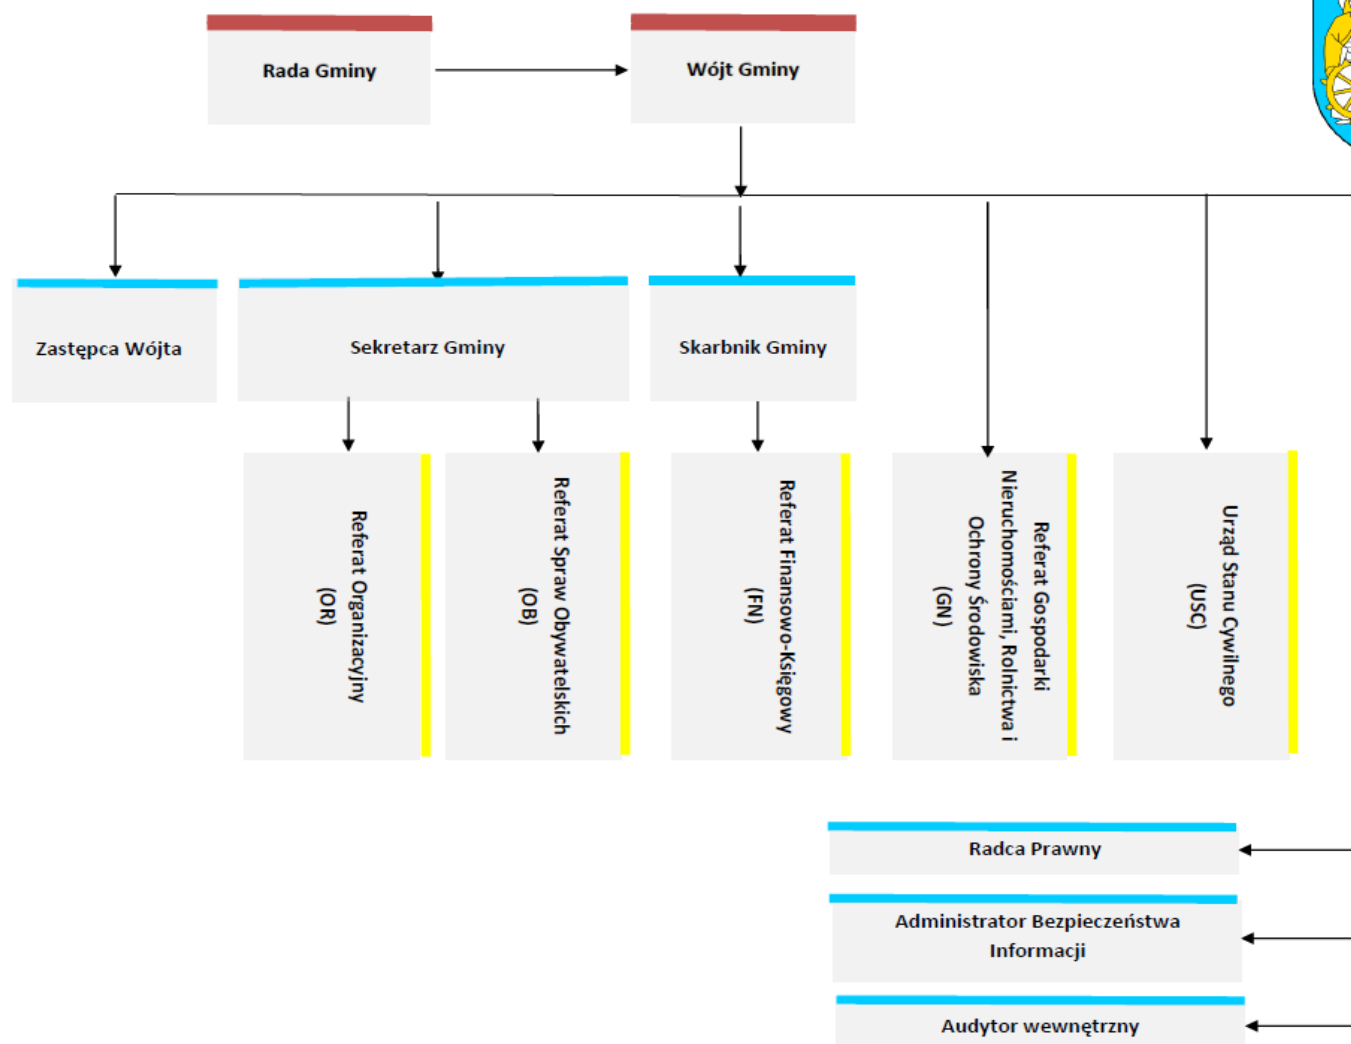 Rada Gminy
Wójt Gminy
Zastępca Wójta
Sekretarz Gminy
Skarbnik Gminy
Referat Organizacyjny
(OR)
Referat Spraw Obywatelskich
(OB)
Referat Finansowo-Księgowy
(FN)
Referat Gospodarki
Nieruchomościami, Rolnictwa i
Ochrony Środowiska
(GN)
Urząd Stanu Cywilnego
(USC)
Radca Prawny
Administrator Bezpieczeństwa
Informacji
Audytor wewnętrzny